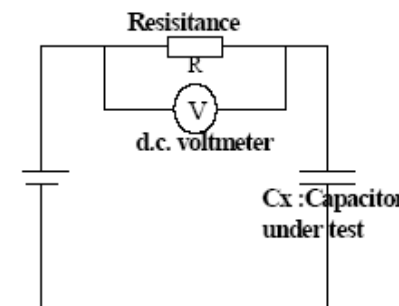 Resisitance
R
V
d.c. voltmeter
Cx :Capacitor
under test